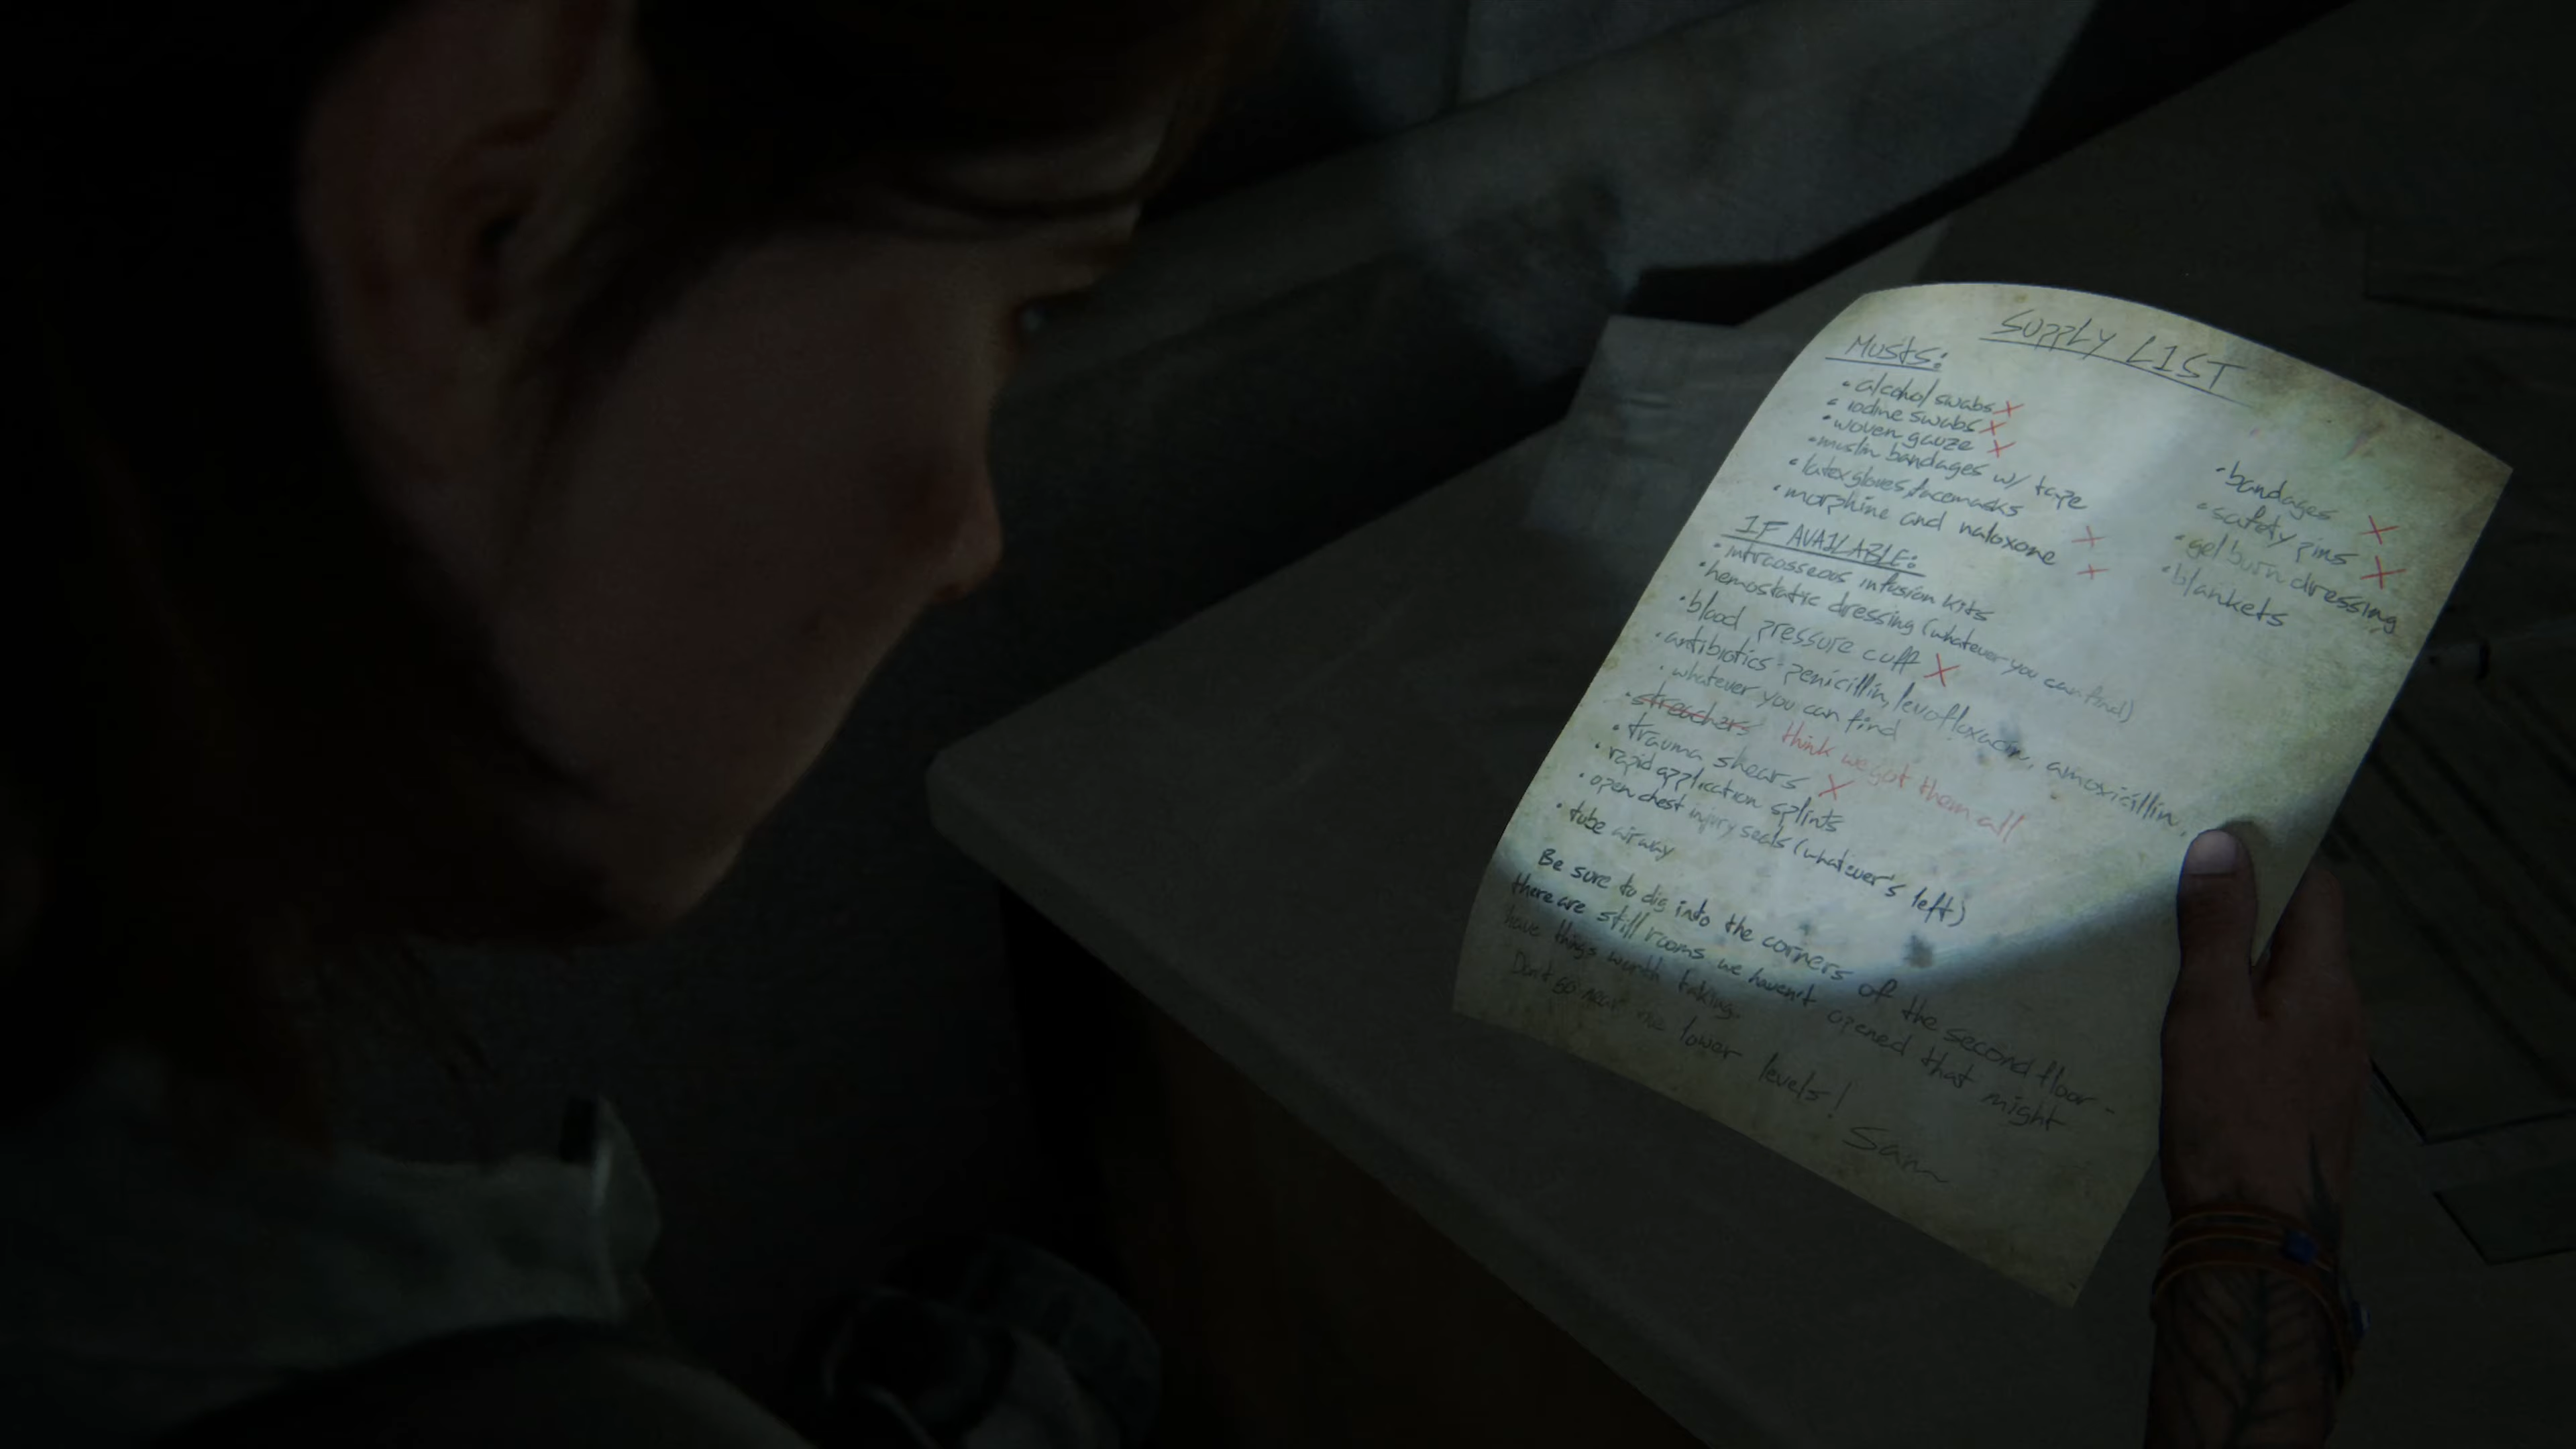 SUPPLY LIST
MUSTS:
• alcohol swabs X
• iodine swabs X
• woven gauze X
• muslin bandages w/ tape
• latex gloves, facemasks X
• morphine and naloxone X
• bandages X
• safety pins X
• gel burn dressing
• blankets
IF AVAILABLE:
• intraosseous infusion kits
• hemostatic dressing (whatever you can find)
• blood pressure cuff X
• antibiotics - penicillin, levofloxacin, amoxicillin,
• whatever you can find
• streachers think we got them all
• trauma shears X
• rapid application splints
• open chest injury seals (whatever's left)
• tube airway
Be sure to dig into the corners of the second floor -
there are still rooms we haven't opened that might
have things worth taking.
Don't go near the lower levels!
Sam